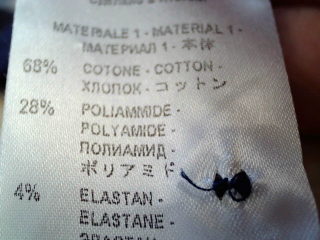 MATERIALE 1 - MATERIAL 1 -
МАТЕРИАЛ 1 - 本体
68% COTONE - COTTON -
ХЛОПОК - コットン
28% POLIAMMIDE -
POLYAMIDE -
ПОЛИАМИД -
ポリアミド
4% ELASTAN -
ELASTANE -